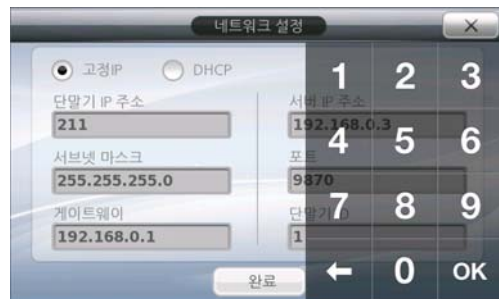 네트워크 설정
고정IP
DHCP
단말기 IP 주소
211
서브넷 마스크
255.255.255.0
게이트웨이
192.168.0.1
서버 IP 주소
192.168.0.3
포트
9870
단말기 ID
1
완료
1 2 3
4 5 6
7 8 9
← 0 OK